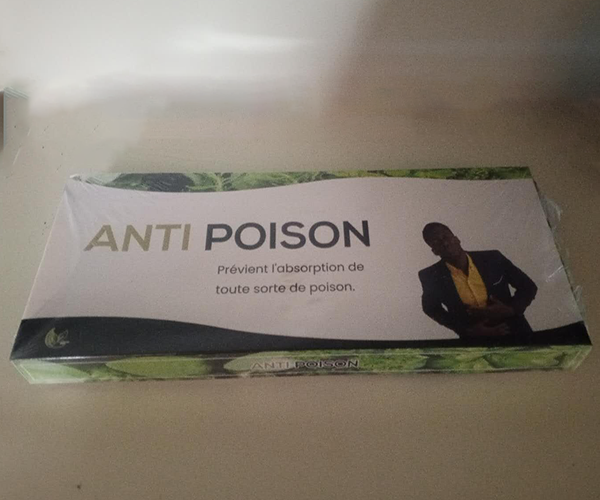 ANTI POISON
Prévient l'absorption de
toute sorte de poison.
ANTI POISON